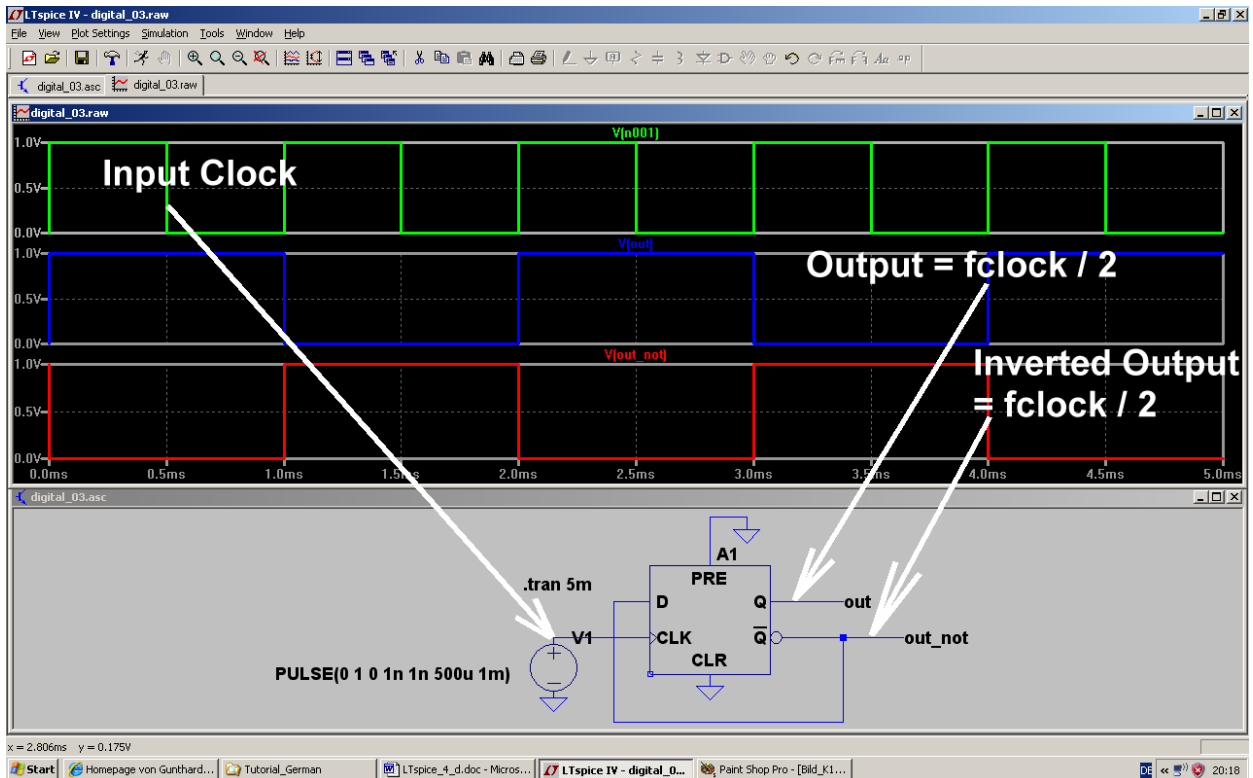 LTspice IV - digital_03.raw
File View Plot Settings Simulation Tools Window Help
digital_03.asc digital_03.raw
digital_03.raw
V(n001)
1.0V
0.5V
0.0V
Input Clock
V(out)
1.0V
0.5V
0.0V
Output = fclock / 2
V(out_not)
1.0V
0.5V
0.0V
Inverted Output
= fclock / 2
0.0ms 0.5ms 1.0ms 1.5ms 2.0ms 2.5ms 3.0ms 3.5ms 4.0ms 4.5ms 5.0ms
digital_03.asc
A1
PRE
.tran 5m
D Q out
V1 CLK Q out_not
CLR
PULSE(0 1 0 1n 1n 500u 1m)
x = 2.806ms y = 0.175V
Start Homepage von Gunthard... Tutorial_German LTspice_4_d.doc - Micros... LTspice IV - digital_0... Paint Shop Pro - [Bild_K1... DE 20:18